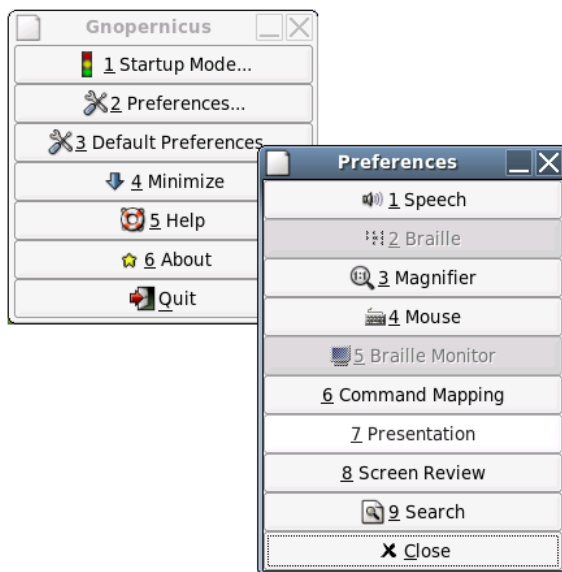 Gnopernicus
1 Startup Mode...
2 Preferences...
3 Default Preferences
4 Minimize
5 Help
6 About
Quit
Preferences
1 Speech
2 Braille
3 Magnifier
4 Mouse
5 Braille Monitor
6 Command Mapping
7 Presentation
8 Screen Review
9 Search
Close